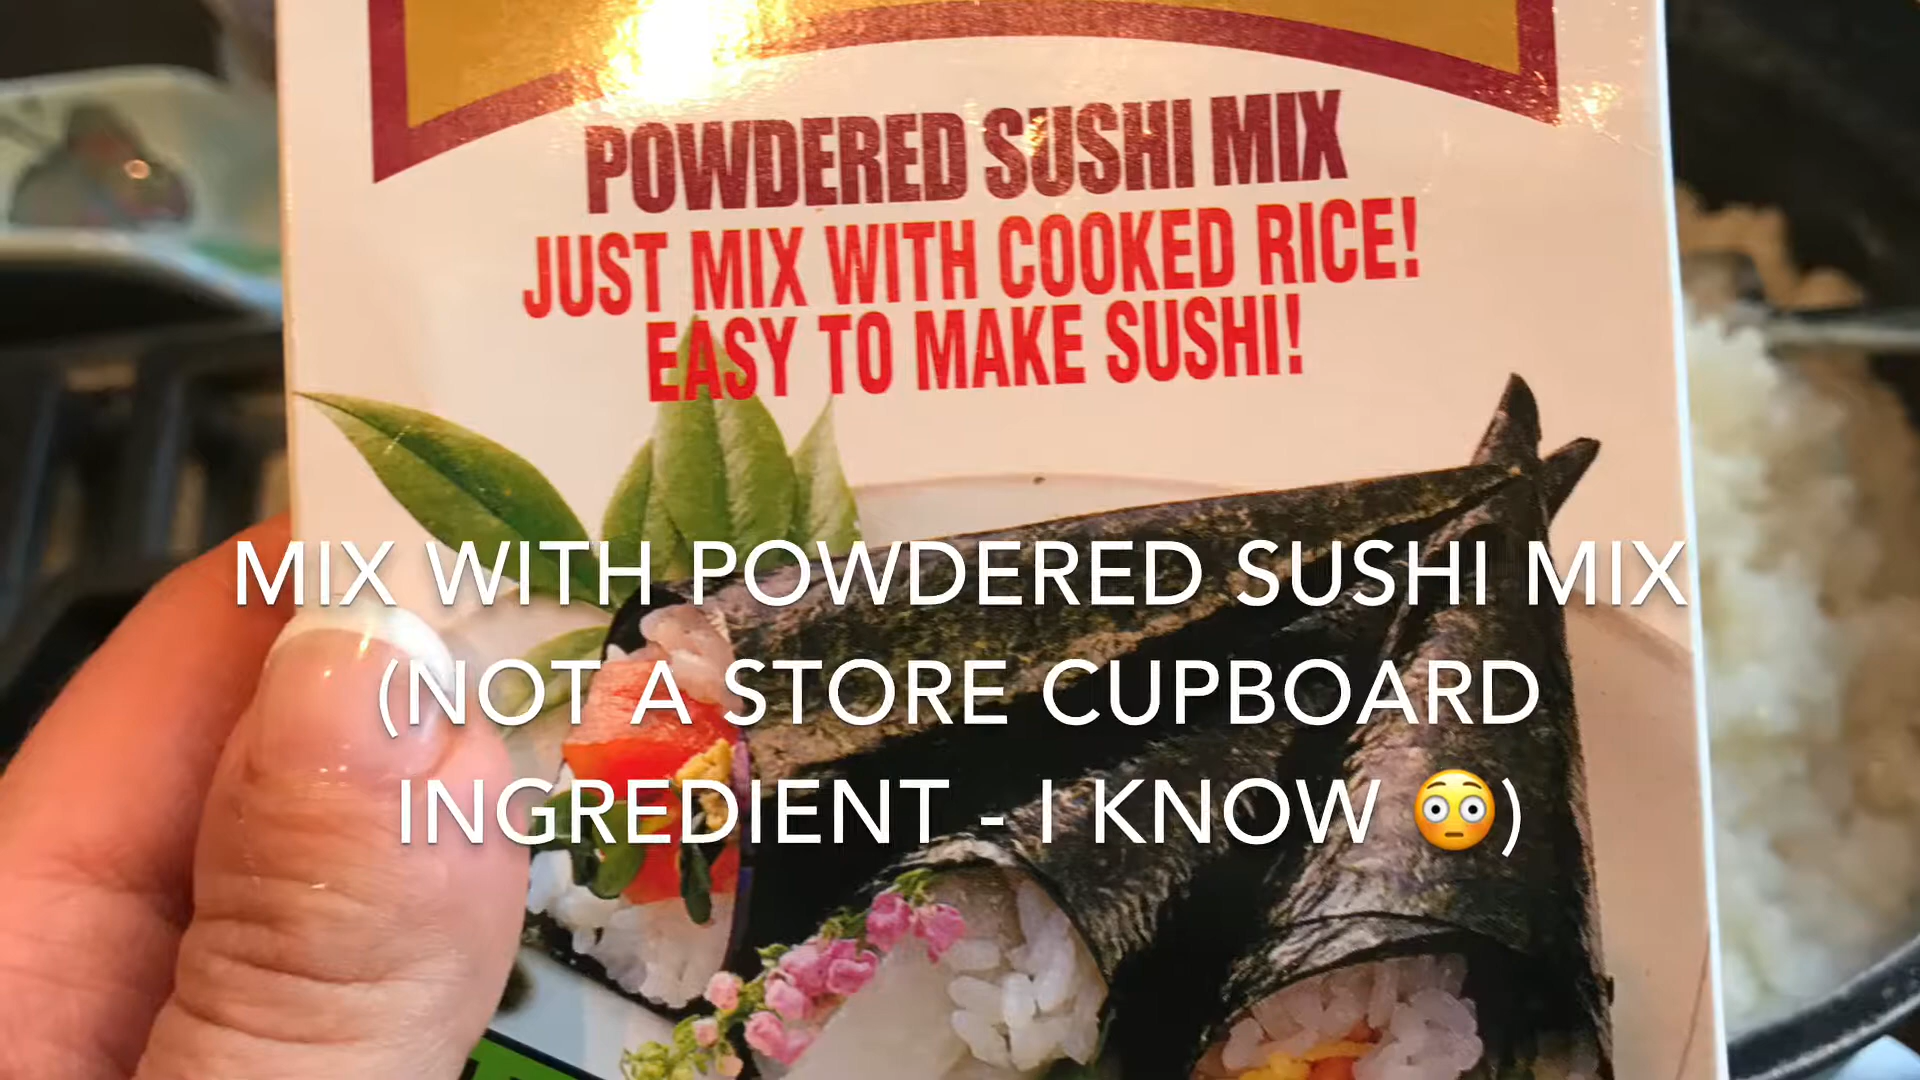 POWDERED SUSHI MIX
JUST MIX WITH COOKED RICE!
EASY TO MAKE SUSHI!
MIX WITH POWDERED SUSHI MIX
(NOT A STORE CUPBOARD
INGREDIENT - I KNOW 😳)